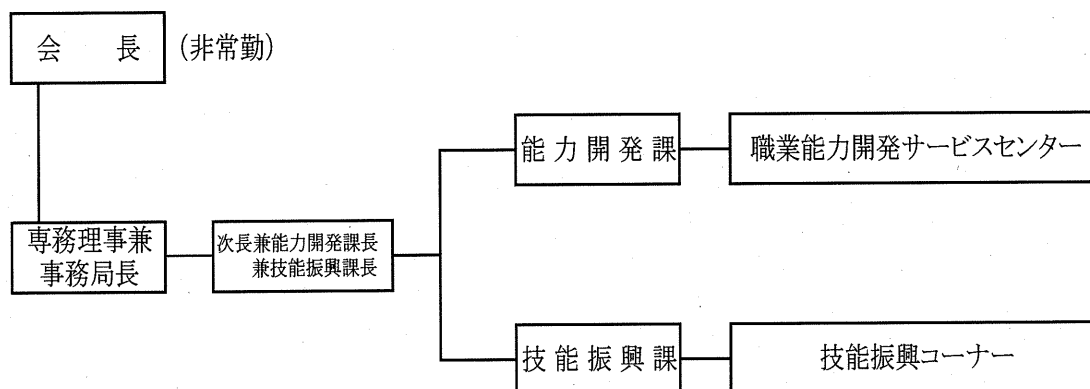 会長 (非常勤)
能力開発課
職業能力開発サービスセンター
専務理事兼
事務局長
次長兼能力開発課長
兼技能振興課長
技能振興課
技能振興コーナー